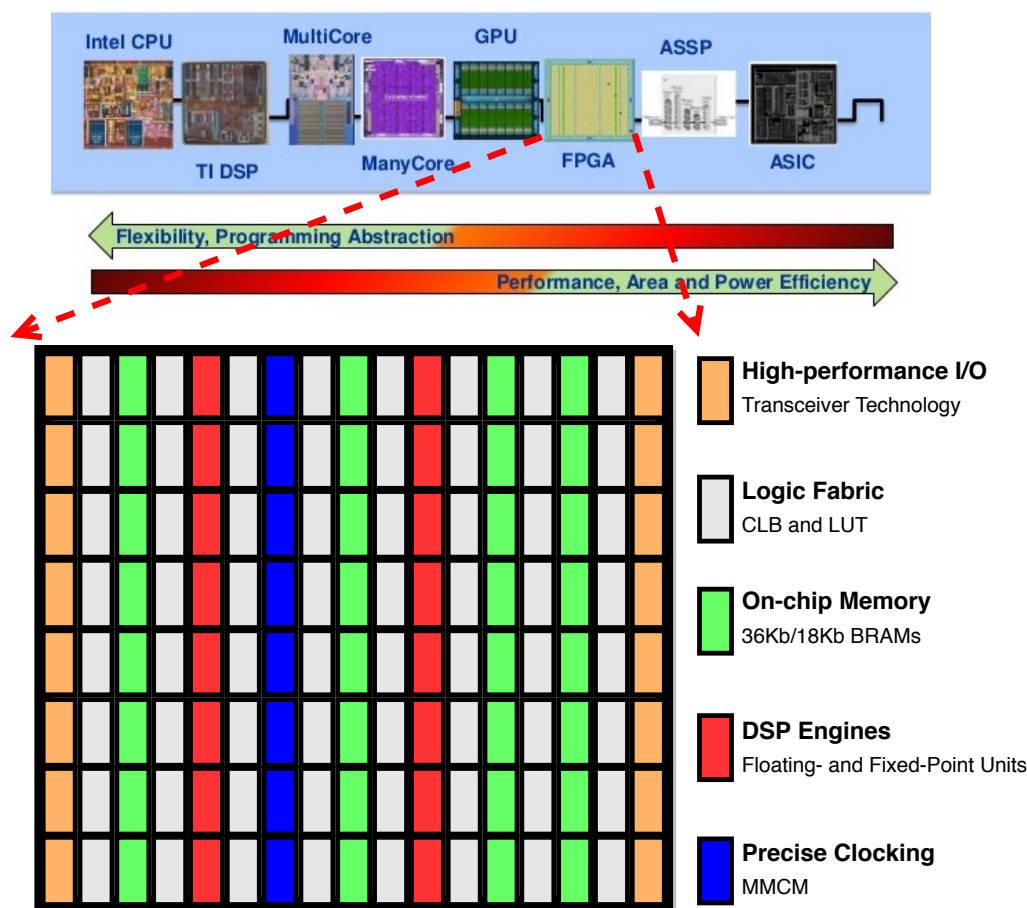 Intel CPU
MultiCore
GPU
ASSP
TI DSP
ManyCore
FPGA
ASIC
Flexibility, Programming Abstraction
Performance, Area and Power Efficiency
High-performance I/O
Transceiver Technology
Logic Fabric
CLB and LUT
On-chip Memory
36Kb/18Kb BRAMs
DSP Engines
Floating- and Fixed-Point Units
Precise Clocking
MMCM